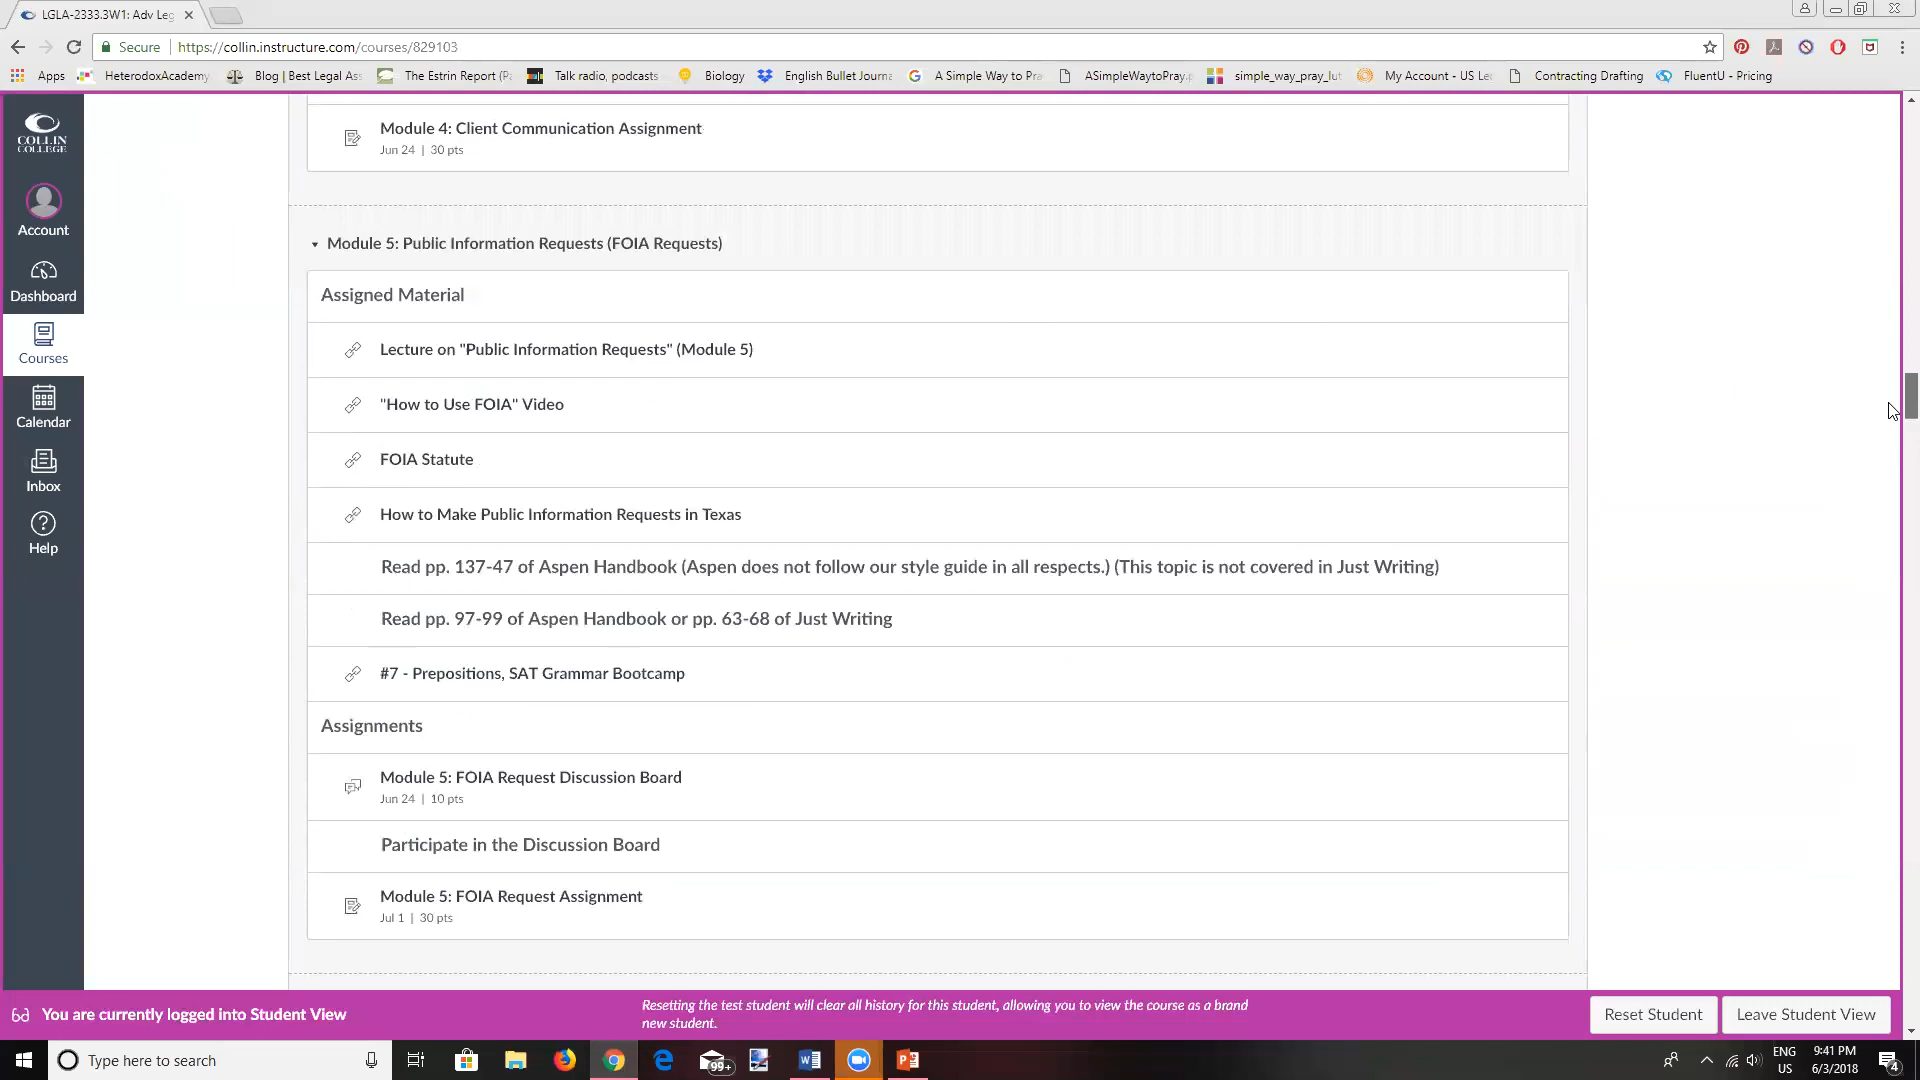 LGLA-2333.3W1: Adv Leg
Secure
https://collin.instructure.com/courses/829103
Apps
HeterodoxAcademy
Blog | Best Legal Ass
The Estrin Report (Pa
Talk radio, podcasts
Biology
English Bullet Journa
A Simple Way to Pra
ASimpleWaytoPray.p
simple_way_pray_lut
My Account - US Le
Contracting Drafting
FluentU - Pricing
COLLIN
COLLEGE
Account
Dashboard
Courses
Calendar
Inbox
Help
Module 4: Client Communication Assignment
Jun 24 | 30 pts
Module 5: Public Information Requests (FOIA Requests)
Assigned Material
Lecture on "Public Information Requests" (Module 5)
"How to Use FOIA" Video
FOIA Statute
How to Make Public Information Requests in Texas
Read pp. 137-47 of Aspen Handbook (Aspen does not follow our style guide in all respects.) (This topic is not covered in Just Writing)
Read pp. 97-99 of Aspen Handbook or pp. 63-68 of Just Writing
#7 - Prepositions, SAT Grammar Bootcamp
Assignments
Module 5: FOIA Request Discussion Board
Jun 24 | 10 pts
Participate in the Discussion Board
Module 5: FOIA Request Assignment
Jul 1 | 30 pts
You are currently logged into Student View
Resetting the test student will clear all history for this student, allowing you to view the course as a brand
new student.
Reset Student
Leave Student View
Type here to search
99+
ENG
US
9:41 PM
6/3/2018
4